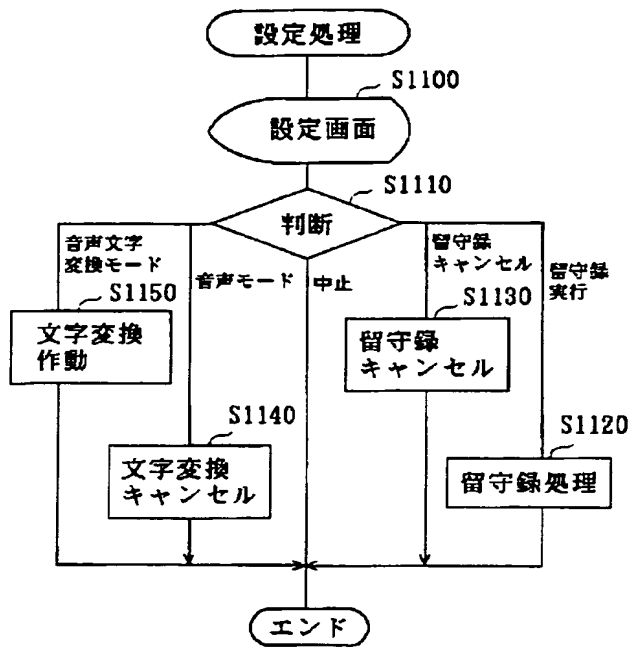 設定処理
S1100
設定画面
S1110
判断
音声文字
変換モード
音声モード
中止
留守録
キャンセル
留守録
実行
S1150
文字変換
作動
S1130
留守録
キャンセル
S1140
文字変換
キャンセル
S1120
留守録処理
エンド